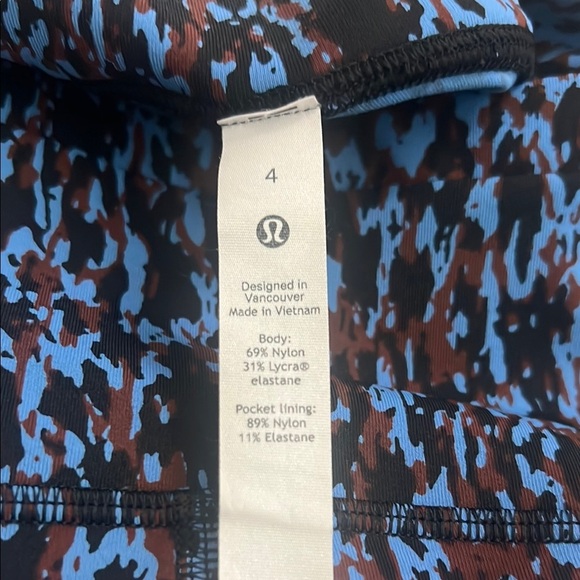 4
Designed in
Vancouver
Made in Vietnam
Body:
69% Nylon
31% Lycra®
elastane
Pocket lining:
89% Nylon
11% Elastane